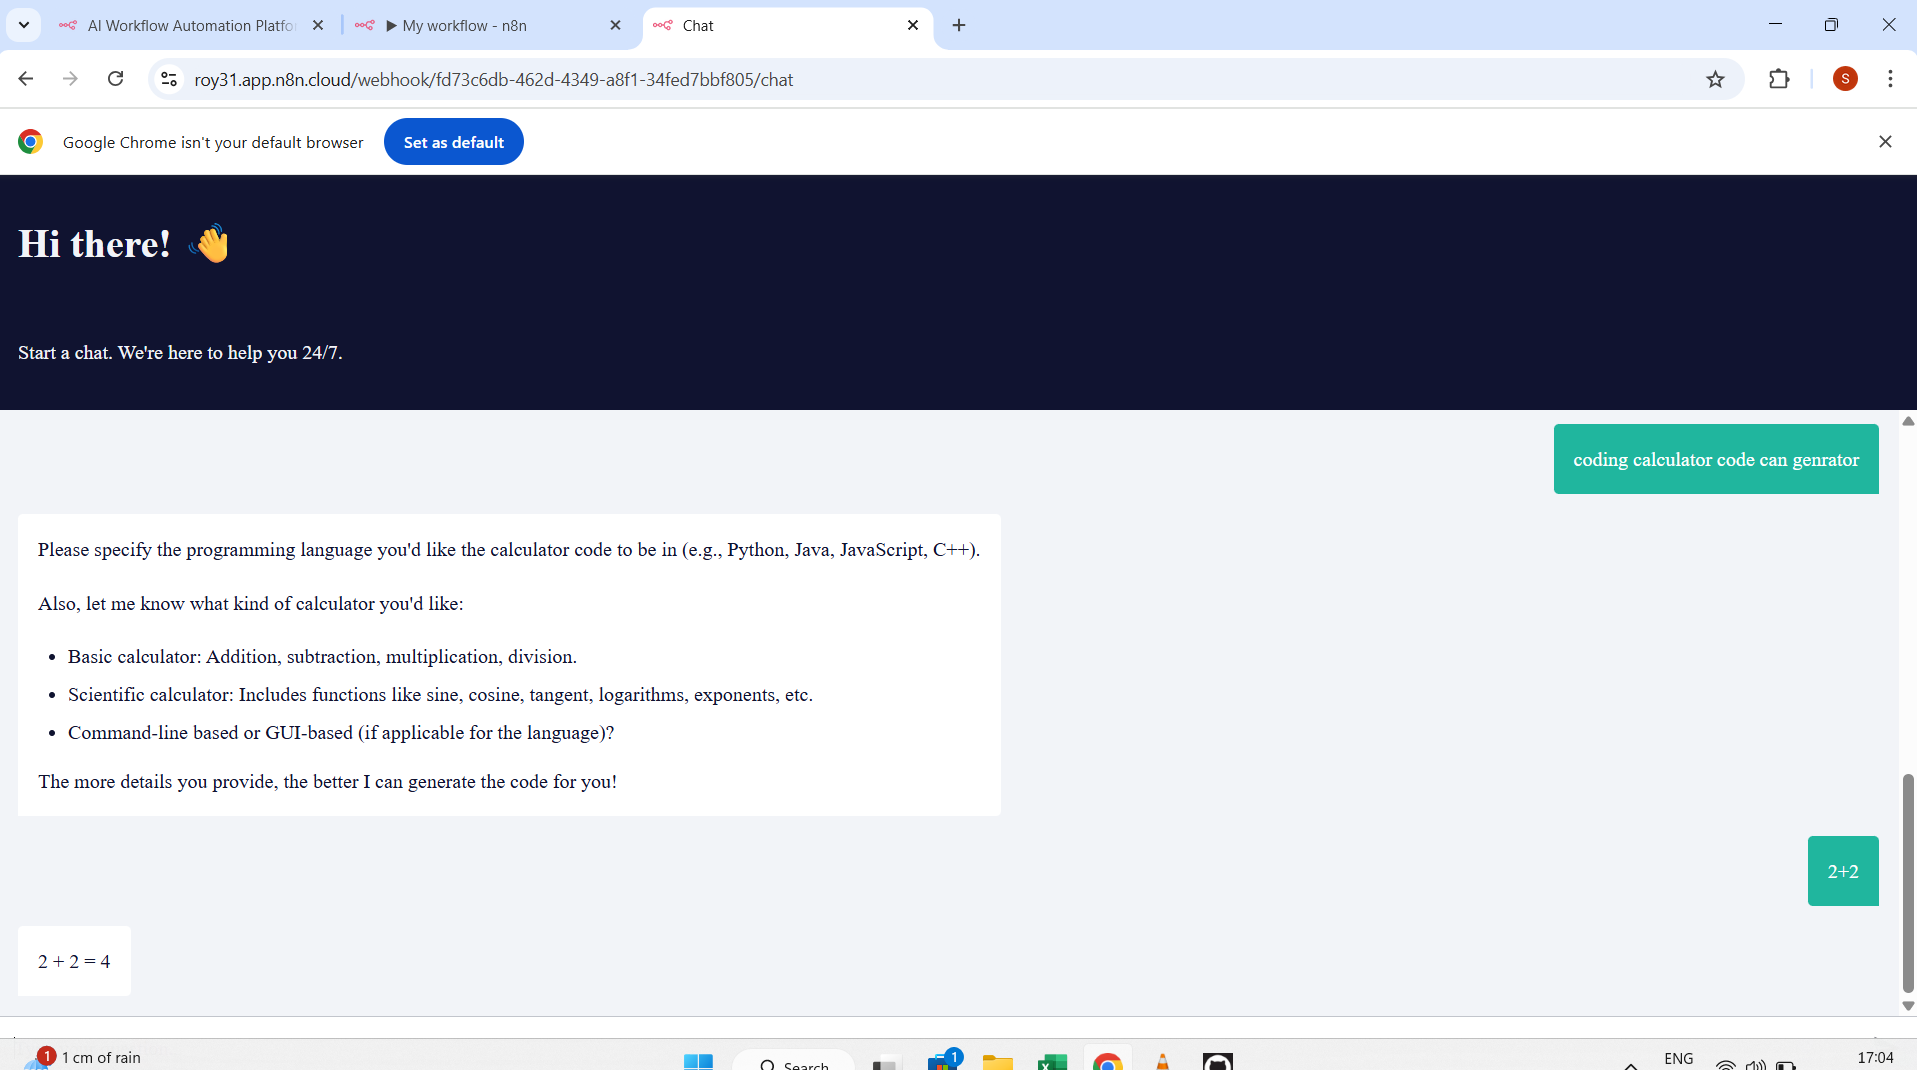 AI Workflow Automation Platfo
▶ My workflow - n8n
Chat
roy31.app.n8n.cloud/webhook/fd73c6db-462d-4349-a8f1-34fed7bbf805/chat
S
Google Chrome isn't your default browser
Set as default
Hi there! 👋
Start a chat. We're here to help you 24/7.
coding calculator code can genrator
Please specify the programming language you'd like the calculator code to be in (e.g., Python, Java, JavaScript, C++).
Also, let me know what kind of calculator you'd like:
• Basic calculator: Addition, subtraction, multiplication, division.
• Scientific calculator: Includes functions like sine, cosine, tangent, logarithms, exponents, etc.
• Command-line based or GUI-based (if applicable for the language)?
The more details you provide, the better I can generate the code for you!
2+2
2 + 2 = 4
1
1 cm of rain
Search
1
ENG
17:04